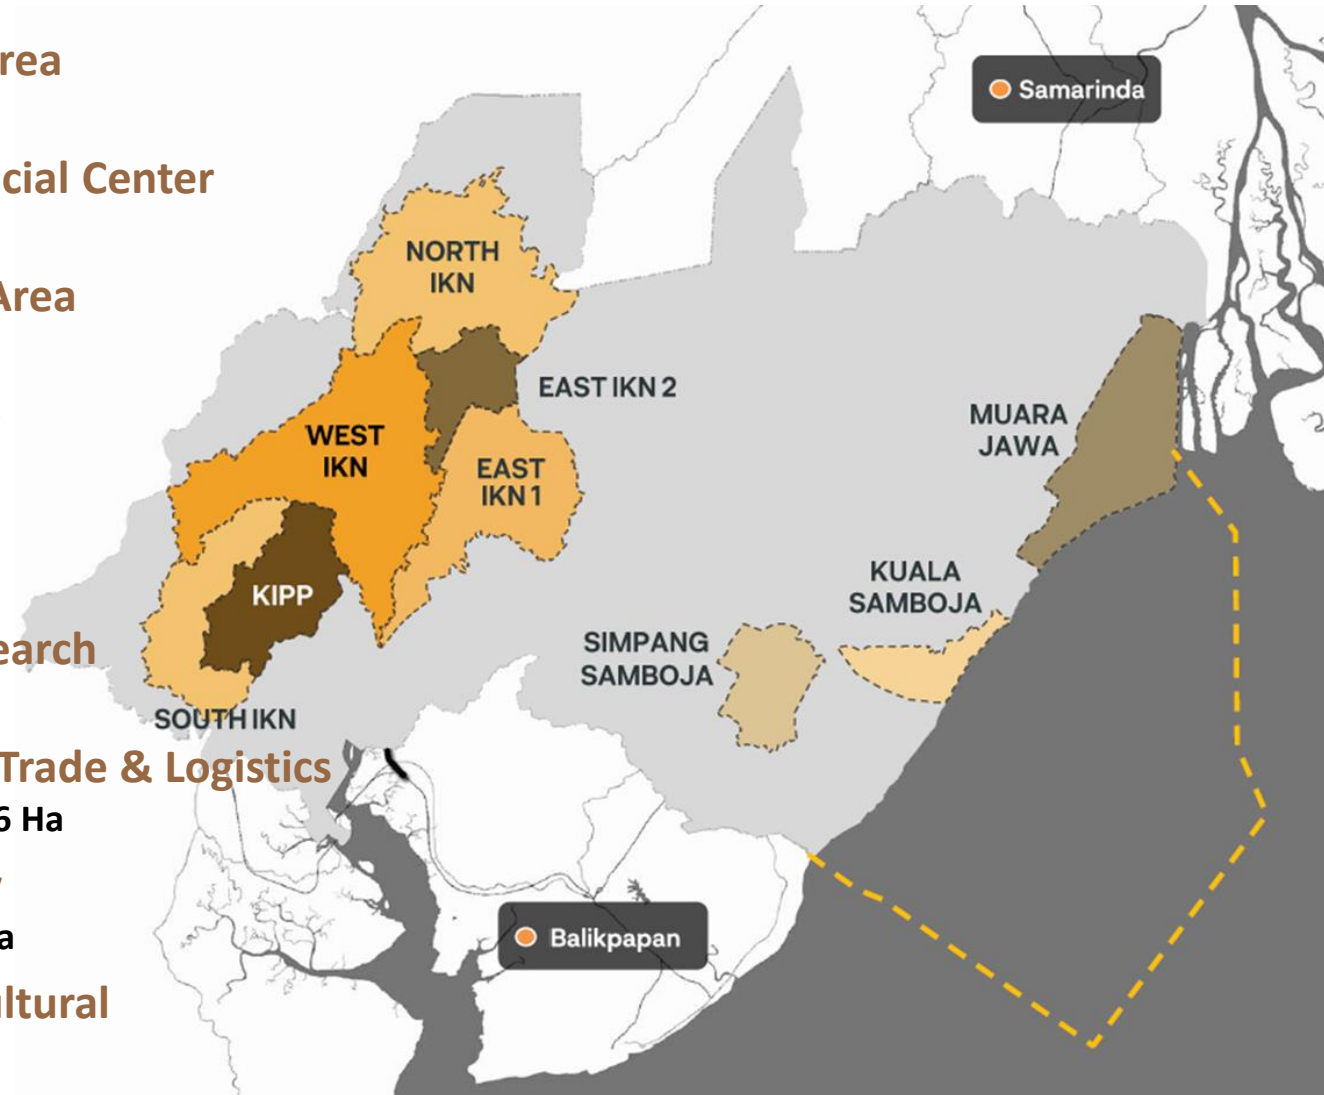 rea
cial Center
Area
earch
Trade & Logistics
6 Ha
a
ltural
Samarinda
NORTH
IKN
EAST IKN 2
WEST
IKN
EAST
IKN 1
MUARA
JAWA
KIPP
KUALA
SAMBOJA
SIMPANG
SAMBOJA
SOUTH IKN
Balikpapan